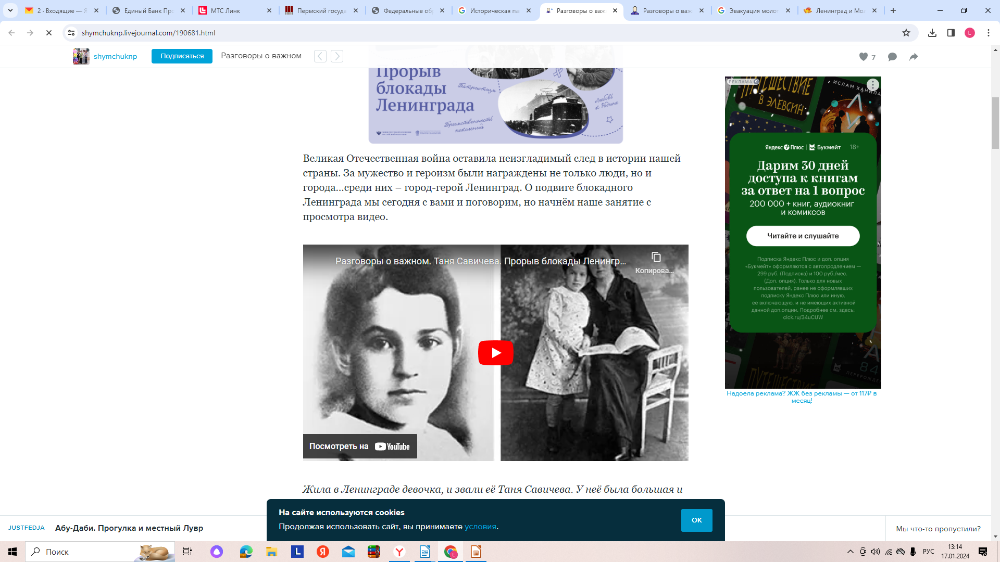 2 · Входящие — Я
Единый Банк Про
МТС Линк
Пермский госуда
Федеральные об
Историческая па
Разговоры о важ
Разговоры о важ
Эвакуация молот
Ленинград и Мол
shymchuknp.livejournal.com/190681.html
L
shymchuknp
Подписаться
Разговоры о важном
7
Прорыв
блокады
Ленинграда
Патриотизм
Любовь
к Родине
Преемственность
поколений
Великая Отечественная война оставила неизгладимый след в истории нашей
страны. За мужество и героизм были награждены не только люди, но и
города...среди них – город-герой Ленинград. О подвиге блокадного
Ленинграда мы сегодня с вами и поговорим, но начнём наше занятие с
просмотра видео.
Разговоры о важном. Таня Савичева. Прорыв блокады Ленингр...
Копирова...
Посмотреть на YouTube
Жила в Ленинграде девочка, и звали её Таня Савичева. У неё была большая и
РЕКЛАМА
ПУТЕШЕСТВИЕ
В ЭЛЕВСИН
ИСЛАМ ХАНИПА
Яндекс Плюс | Букмейт 18+
Дарим 30 дней
доступа к книгам
за ответ на 1 вопрос
200 000 + книг, аудиокниг
и комиксов
Читайте и слушайте
Подписка Яндекс Плюс и доп. опция
«Букмейт» оформляются с автопродлением —
299 руб. (Подписка) и 100 руб./мес.
(Доп. опция). Только для новых
пользователей, ранее не оформлявших
подписку Яндекс Плюс или иную,
ее включающую, и не имеющих активной
данной доп.опции. Подробнее см. здесь:
clck.ru/34uCUW
Надоела реклама? ЖЖ без рекламы — от 117₽ в
месяц!
На сайте используются cookies
Продолжая использовать сайт, вы принимаете условия.
OK
JUSTFEDJA
Абу-Даби. Прогулка и местный Лувр
Мы что-то пропустили?
Поиск
РУС
13:14
17.01.2024